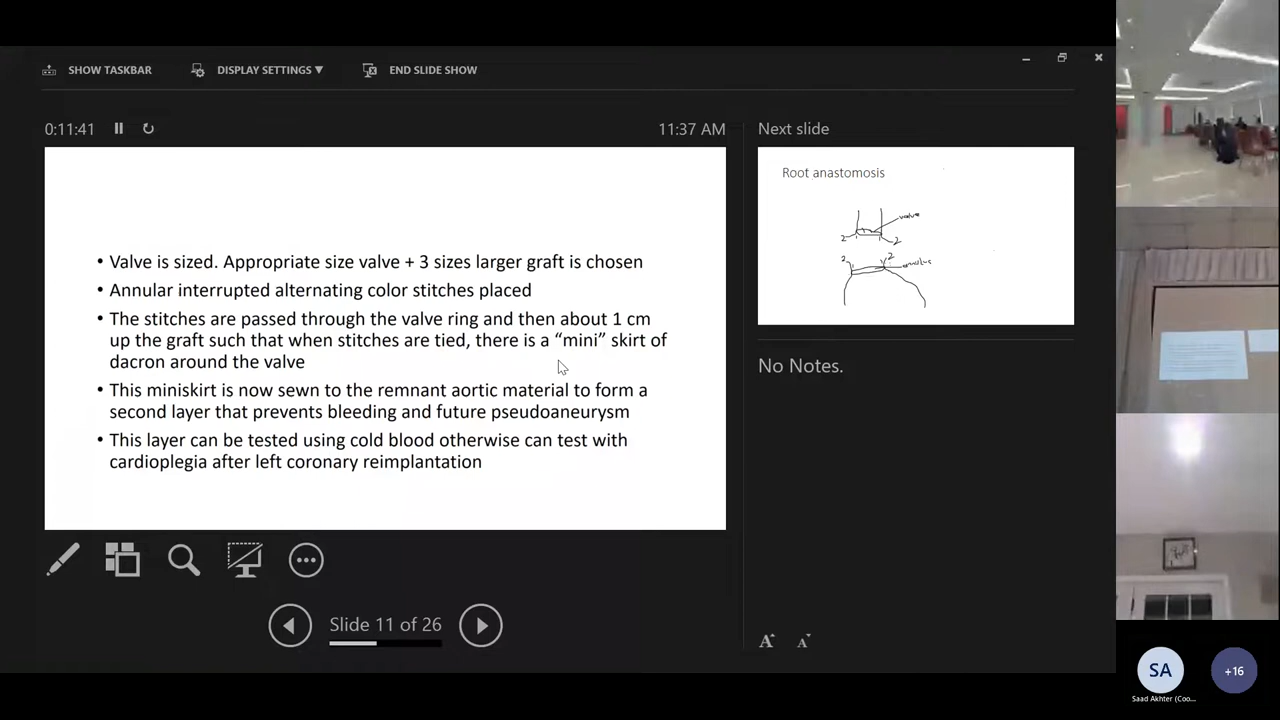 SHOW TASKBAR
DISPLAY SETTINGS ▼
END SLIDE SHOW
0:11:41
11:37 AM
Next slide
• Valve is sized. Appropriate size valve + 3 sizes larger graft is chosen
• Annular interrupted alternating color stitches placed
• The stitches are passed through the valve ring and then about 1 cm
up the graft such that when stitches are tied, there is a “mini” skirt of
dacron around the valve
• This miniskirt is now sewn to the remnant aortic material to form a
second layer that prevents bleeding and future pseudoaneurysm
• This layer can be tested using cold blood otherwise can test with
cardioplegia after left coronary reimplantation
Root anastomosis
valve
2
2
2
2
annulus
No Notes.
Slide 11 of 26
A
A
SA
+16
Saad Akhter (Coo...